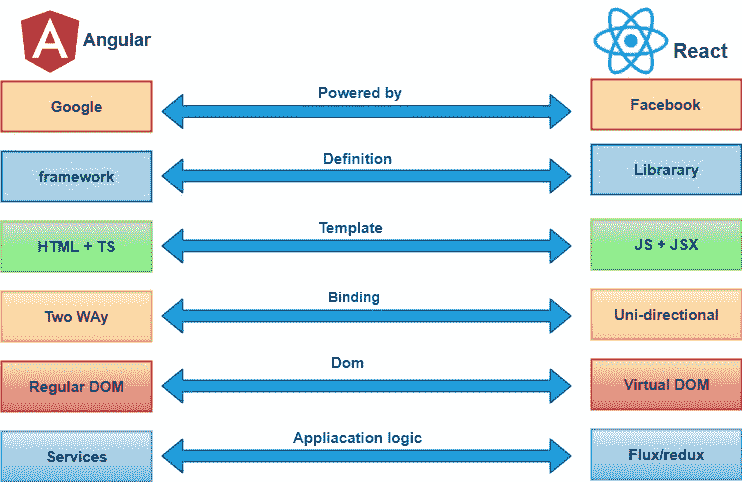 Angular
React
Google
Powered by
Facebook
framework
Definition
Librarary
HTML + TS
Template
JS + JSX
Two WAy
Binding
Uni-directional
Regular DOM
Dom
Virtual DOM
Services
Appliacation logic
Flux/redux